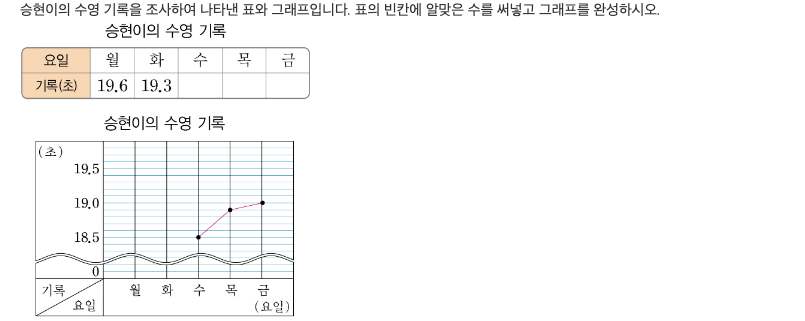 승현이의 수영 기록을 조사하여 나타낸 표와 그래프입니다. 표의 빈칸에 알맞은 수를 써넣고 그래프를 완성하시오.
승현이의 수영 기록
요일 월 화 수 목 금
기록(초) 19.6 19.3
승현이의 수영 기록
(초)
19.5
19.0
18.5
0
기록 월 화 수 목 금
요일 (요일)